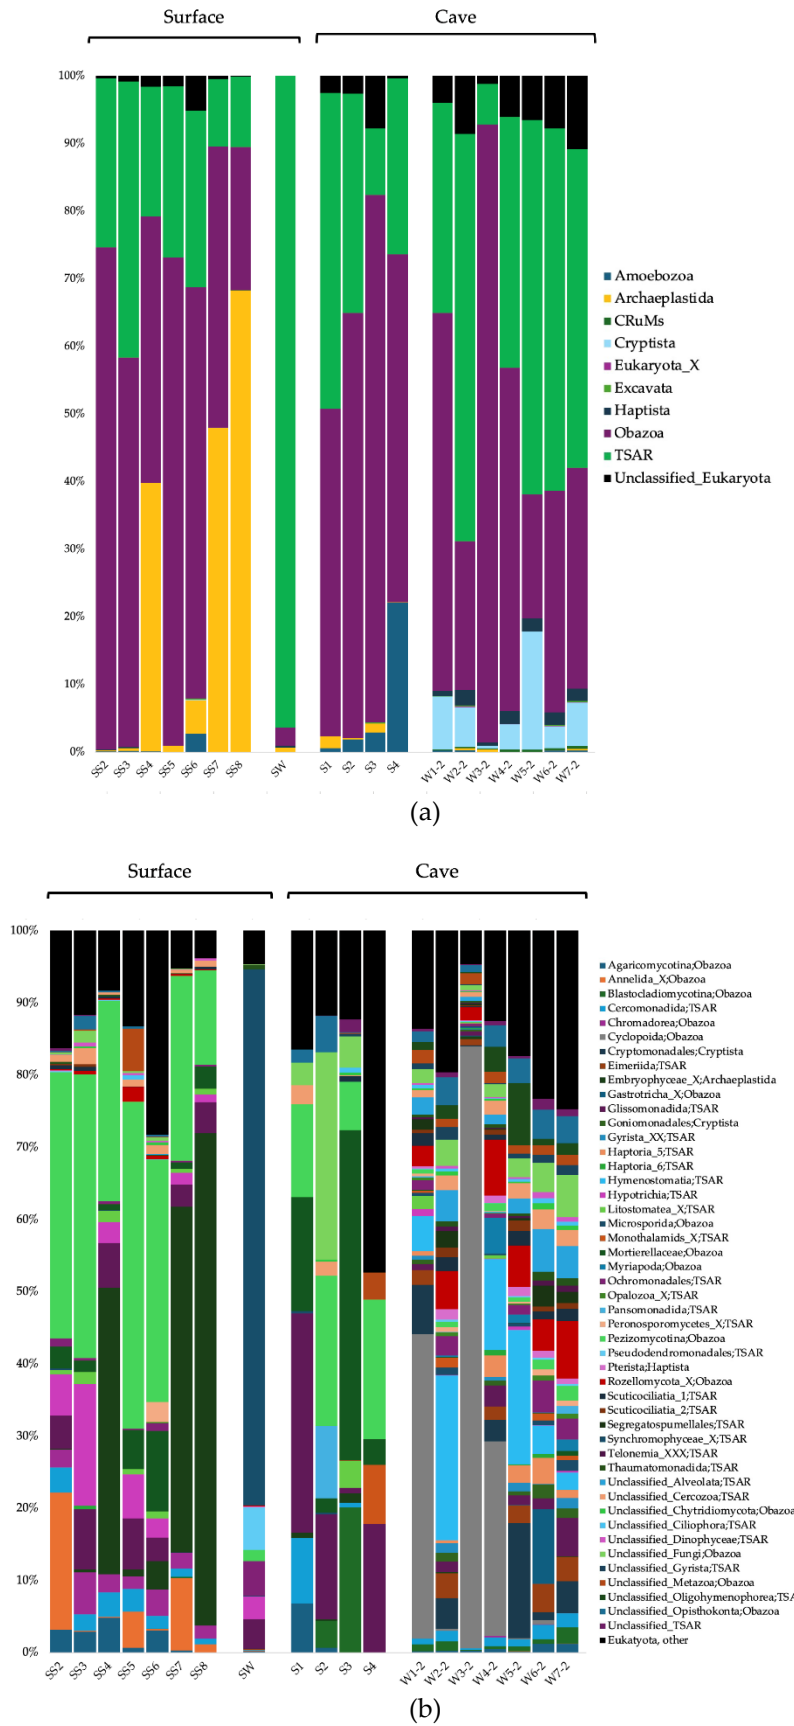 Surface Cave
100%
90%
80%
70%
60%
50%
40%
30%
20%
10%
0%
Amoebozoa
Archaeplastida
CRuMs
Cryptista
Eukaryota_X
Excavata
Haptista
Obazoa
TSAR
Unclassified_Eukaryota
SS2 SS3 SS4 SS5 SS6 SS7 SS8 SW S1 S2 S3 S4 W1-2 W2-2 W3-2 W4-2 W5-2 W6-2 W7-2
(a)
Surface Cave
100%
90%
80%
70%
60%
50%
40%
30%
20%
10%
0%
Agaricomycotina;Obazoa
Annelida_X;Obazoa
Blastocladiomycotina;Obazoa
Cercomonadida;TSAR
Chromadorea;Obazoa
Cyclopoida;Obazoa
Cryptomonadales;Cryptista
Eimeriida;TSAR
Embryophyceae_X;Archaeplastida
Gastrotricha_X;Obazoa
Glissomonadida;TSAR
Goniomonadales;Cryptista
Gyrista_XX;TSAR
Haptoria_5;TSAR
Haptoria_6;TSAR
Hymenostomatia;TSAR
Hypotrichia;TSAR
Litostomatea_X;TSAR
Microsporida;Obazoa
Monothalamids_X;TSAR
Mortierellaceae;Obazoa
Myriapoda;Obazoa
Ochromonadales;TSAR
Opalozoa_X;TSAR
Pansomonadida;TSAR
Peronosporomycetes_X;TSAR
Pezizomycotina;Obazoa
Pseudodendromonadales;TSAR
Pterista;Haptista
Rozellomycota_X;Obazoa
Scuticociliatia_1;TSAR
Scuticociliatia_2;TSAR
Segregatospumellales;TSAR
Synchromophyceae_X;TSAR
Telonemia_XXX;TSAR
Thaumatomonadida;TSAR
Unclassified_Alveolata;TSAR
Unclassified_Cercozoa;TSAR
Unclassified_Chytridiomycota;Obazoa
Unclassified_Ciliophora;TSAR
Unclassified_Dinophyceae;TSAR
Unclassified_Fungi;Obazoa
Unclassified_Gyrista;TSAR
Unclassified_Metazoa;Obazoa
Unclassified_Oligohymenophorea;TSA
Unclassified_Opisthokonta;Obazoa
Unclassified_TSAR
Eukatyota, other
SS2 SS3 SS4 SS5 SS6 SS7 SS8 SW S1 S2 S3 S4 W1-2 W2-2 W3-2 W4-2 W5-2 W6-2 W7-2
(b)